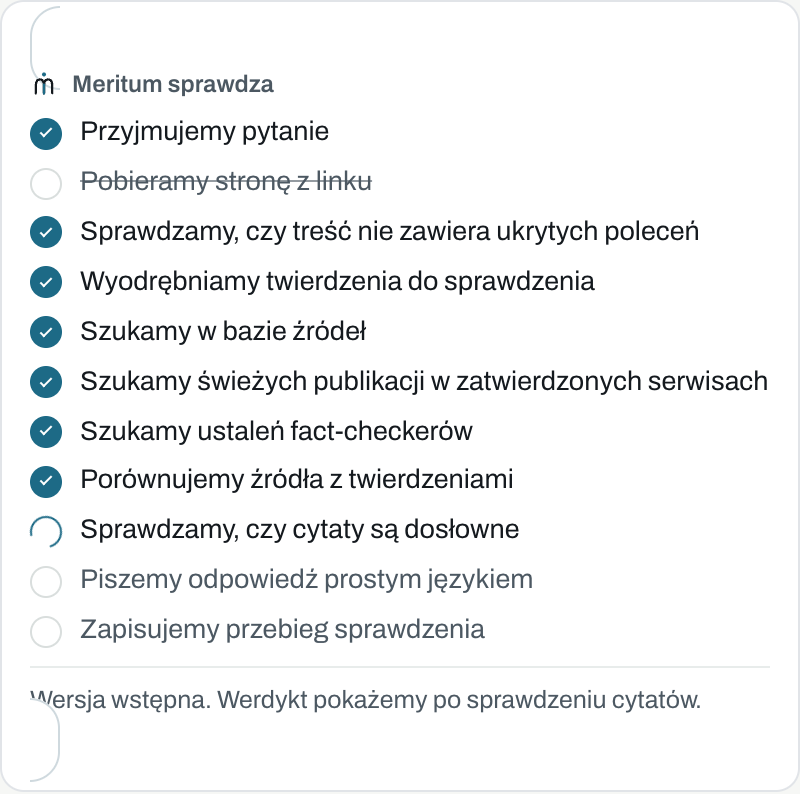 ṁ Meritum sprawdza
Przyjmujemy pytanie
Pobieramy stronę z linku
Sprawdzamy, czy treść nie zawiera ukrytych poleceń
Wyodrębniamy twierdzenia do sprawdzenia
Szukamy w bazie źródeł
Szukamy świeżych publikacji w zatwierdzonych serwisach
Szukamy ustaleń fact-checkerów
Porównujemy źródła z twierdzeniami
Sprawdzamy, czy cytaty są dosłowne
Piszemy odpowiedź prostym językiem
Zapisujemy przebieg sprawdzenia
Wersja wstępna. Werdykt pokażemy po sprawdzeniu cytatów.